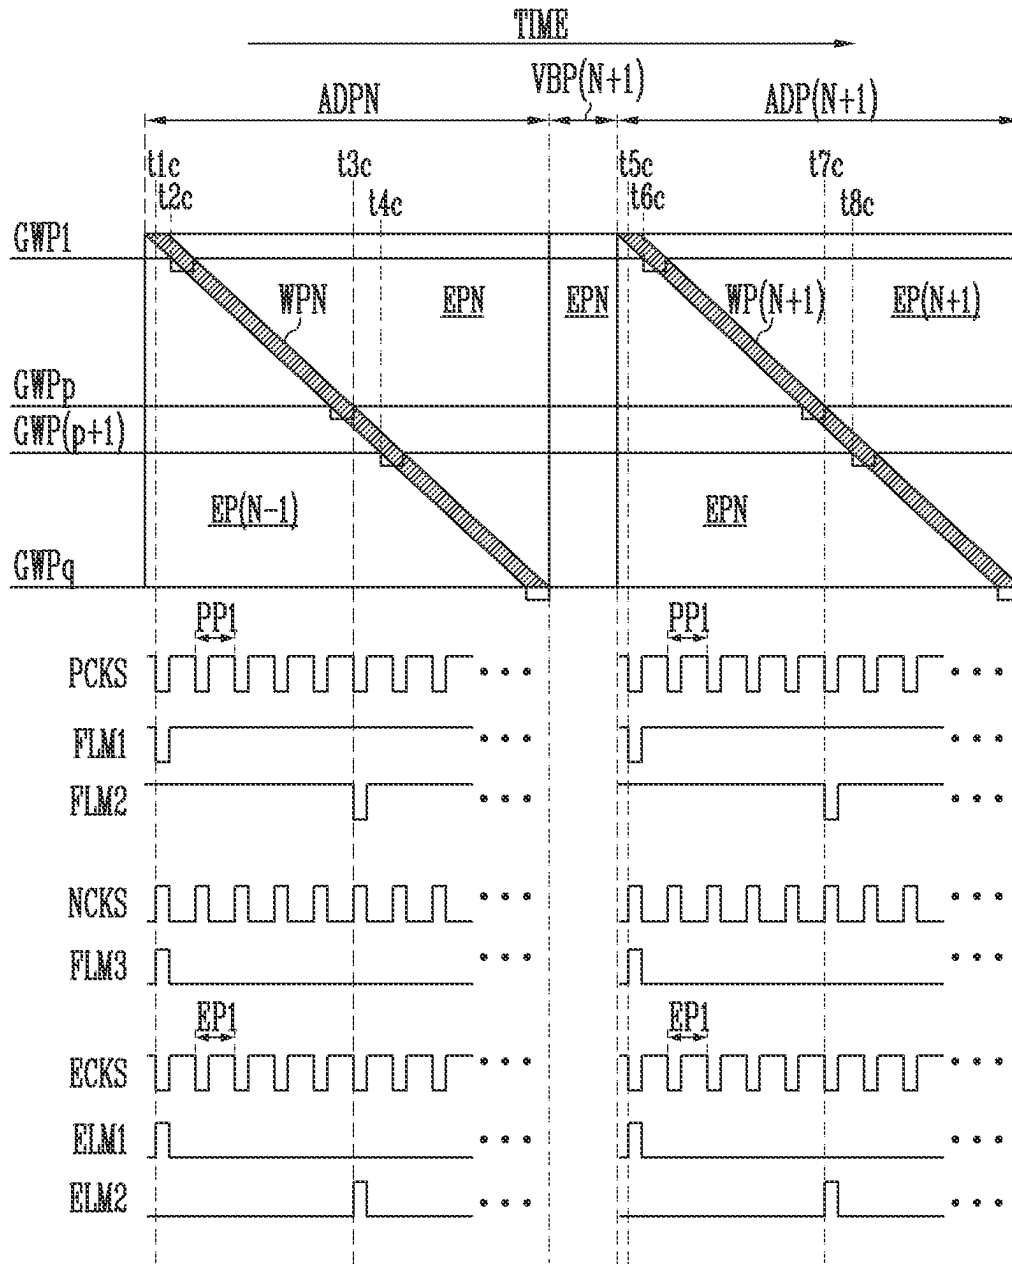 TIME
ADPN VBP(N+1) ADP(N+1)
t1c t3c t5c t7c
t2c t4c t6c t8c
GWP1
WPN EPN EPN WP(N+1) EP(N+1)
GWPp
GWP(p+1)
EP(N-1) EPN
GWPq
PP1 PP1
PCKS
FLM1
FLM2
NCKS
FLM3
EP1 EP1
ECKS
ELM1
ELM2